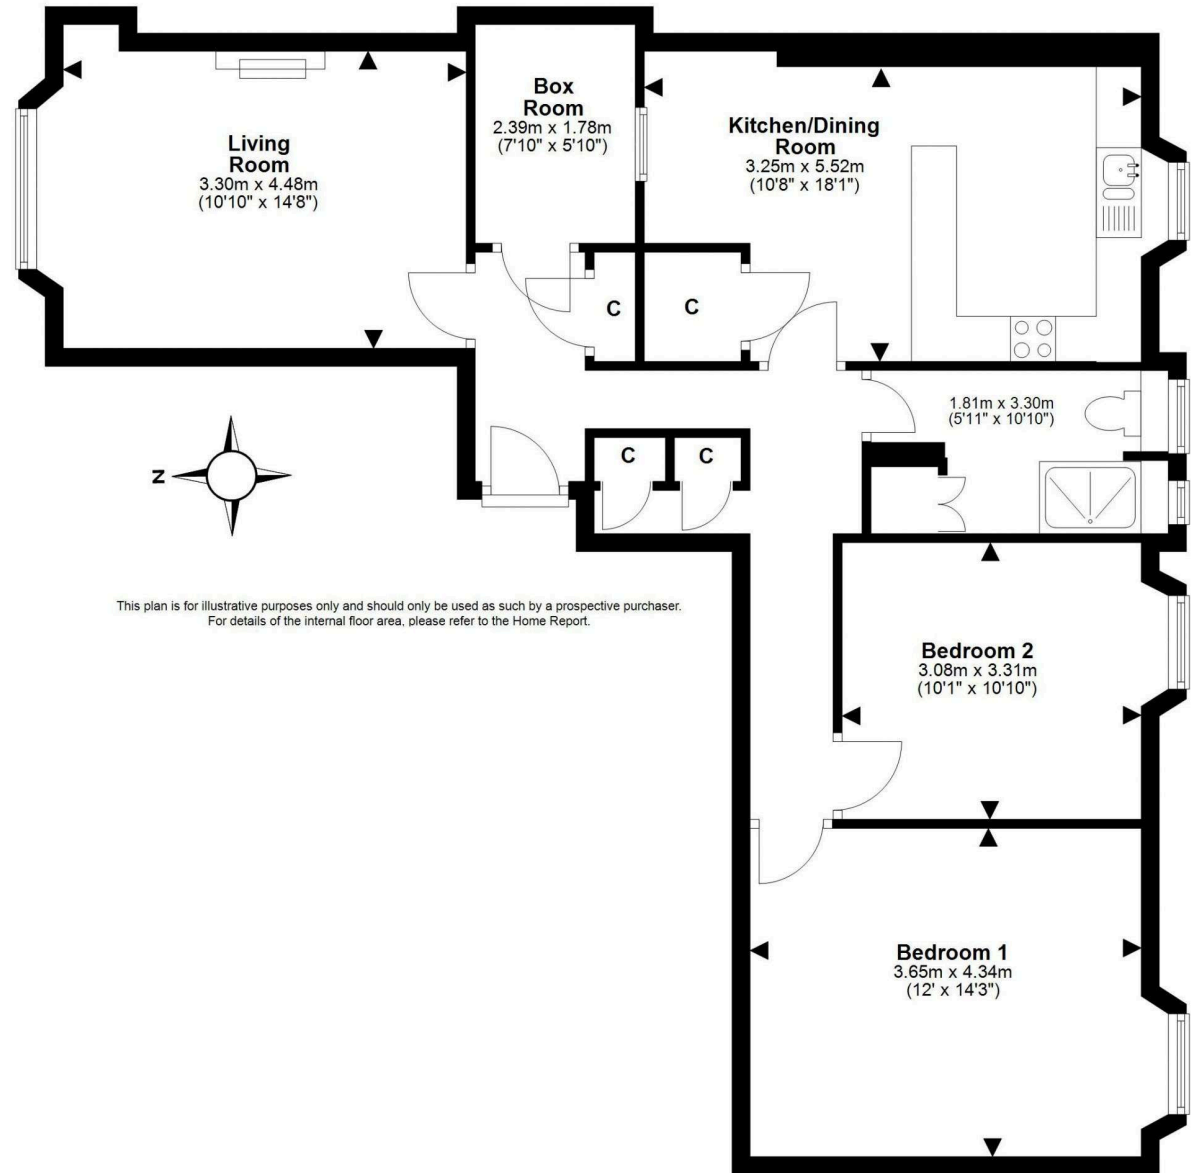 Living
Room
3.30m x 4.48m
(10'10" x 14'8")
Box
Room
2.39m x 1.78m
(7'10" x 5'10")
Kitchen/Dining
Room
3.25m x 5.52m
(10'8" x 18'1")
C
C
1.81m x 3.30m
(5'11" x 10'10")
C
C
N
This plan is for illustrative purposes only and should only be used as such by a prospective purchaser.
For details of the internal floor area, please refer to the Home Report.
Bedroom 2
3.08m x 3.31m
(10'1" x 10'10")
Bedroom 1
3.65m x 4.34m
(12' x 14'3")